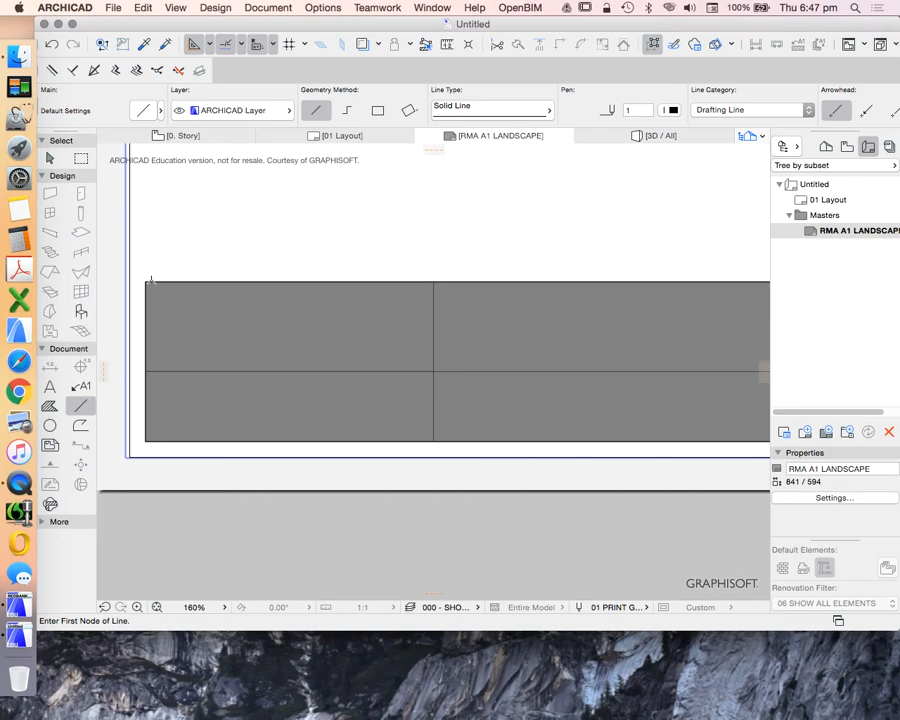 ARCHICAD File Edit View Design Document Options Teamwork Window Help OpenBIM 100% Thu 6:47 pm
Untitled
Main: Layer: Geometry Method: Line Type: Pen: Line Category: Arrowhead:
Default Settings ARCHICAD Layer Solid Line 1 Drafting Line
Select [0. Story] [01 Layout] [RMA A1 LANDSCAPE] [3D / All]
ARCHICAD Education version, not for resale. Courtesy of GRAPHISOFT.
Tree by subset
Design
Untitled
01 Layout
Masters
RMA A1 LANDSCAPE
Document
A A1
More
Properties
RMA A1 LANDSCAPE
841 / 594
Settings...
Default Elements:
Renovation Filter:
06 SHOW ALL ELEMENTS
GRAPHISOFT.
160% 0.00° 1:1 000 - SHO... Entire Model 01 PRINT G... Custom
Enter First Node of Line.